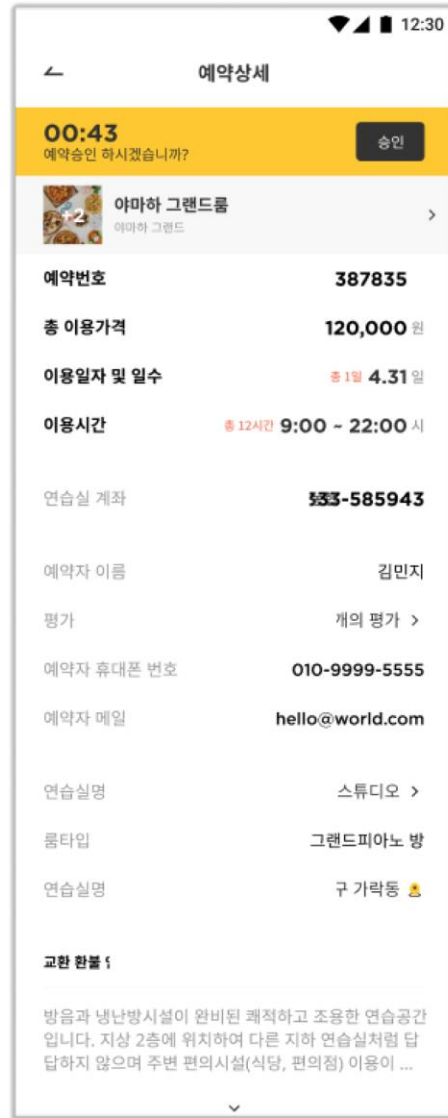 12:30
예약상세
00:43
예약승인 하시겠습니까?
승인
+2
야마하 그랜드룸
야마하 그랜드
예약번호 387835
총 이용가격 120,000 원
이용일자 및 일수 총 1일 4.31 일
이용시간 총 12시간 9:00 ~ 22:00 시
연습실 계좌 -585943
예약자 이름 김민지
평가 개의 평가 >
예약자 휴대폰 번호 010-9999-5555
예약자 메일 hello@world.com
연습실명 스튜디오 >
룸타입 그랜드피아노 방
연습실명 구 가락동
교환 환불
방음과 냉난방시설이 완비된 쾌적하고 조용한 연습공간
입니다. 지상 2층에 위치하여 다른 지하 연습실처럼 답
답하지 않으며 주변 편의시설(식당, 편의점) 이용이 ...